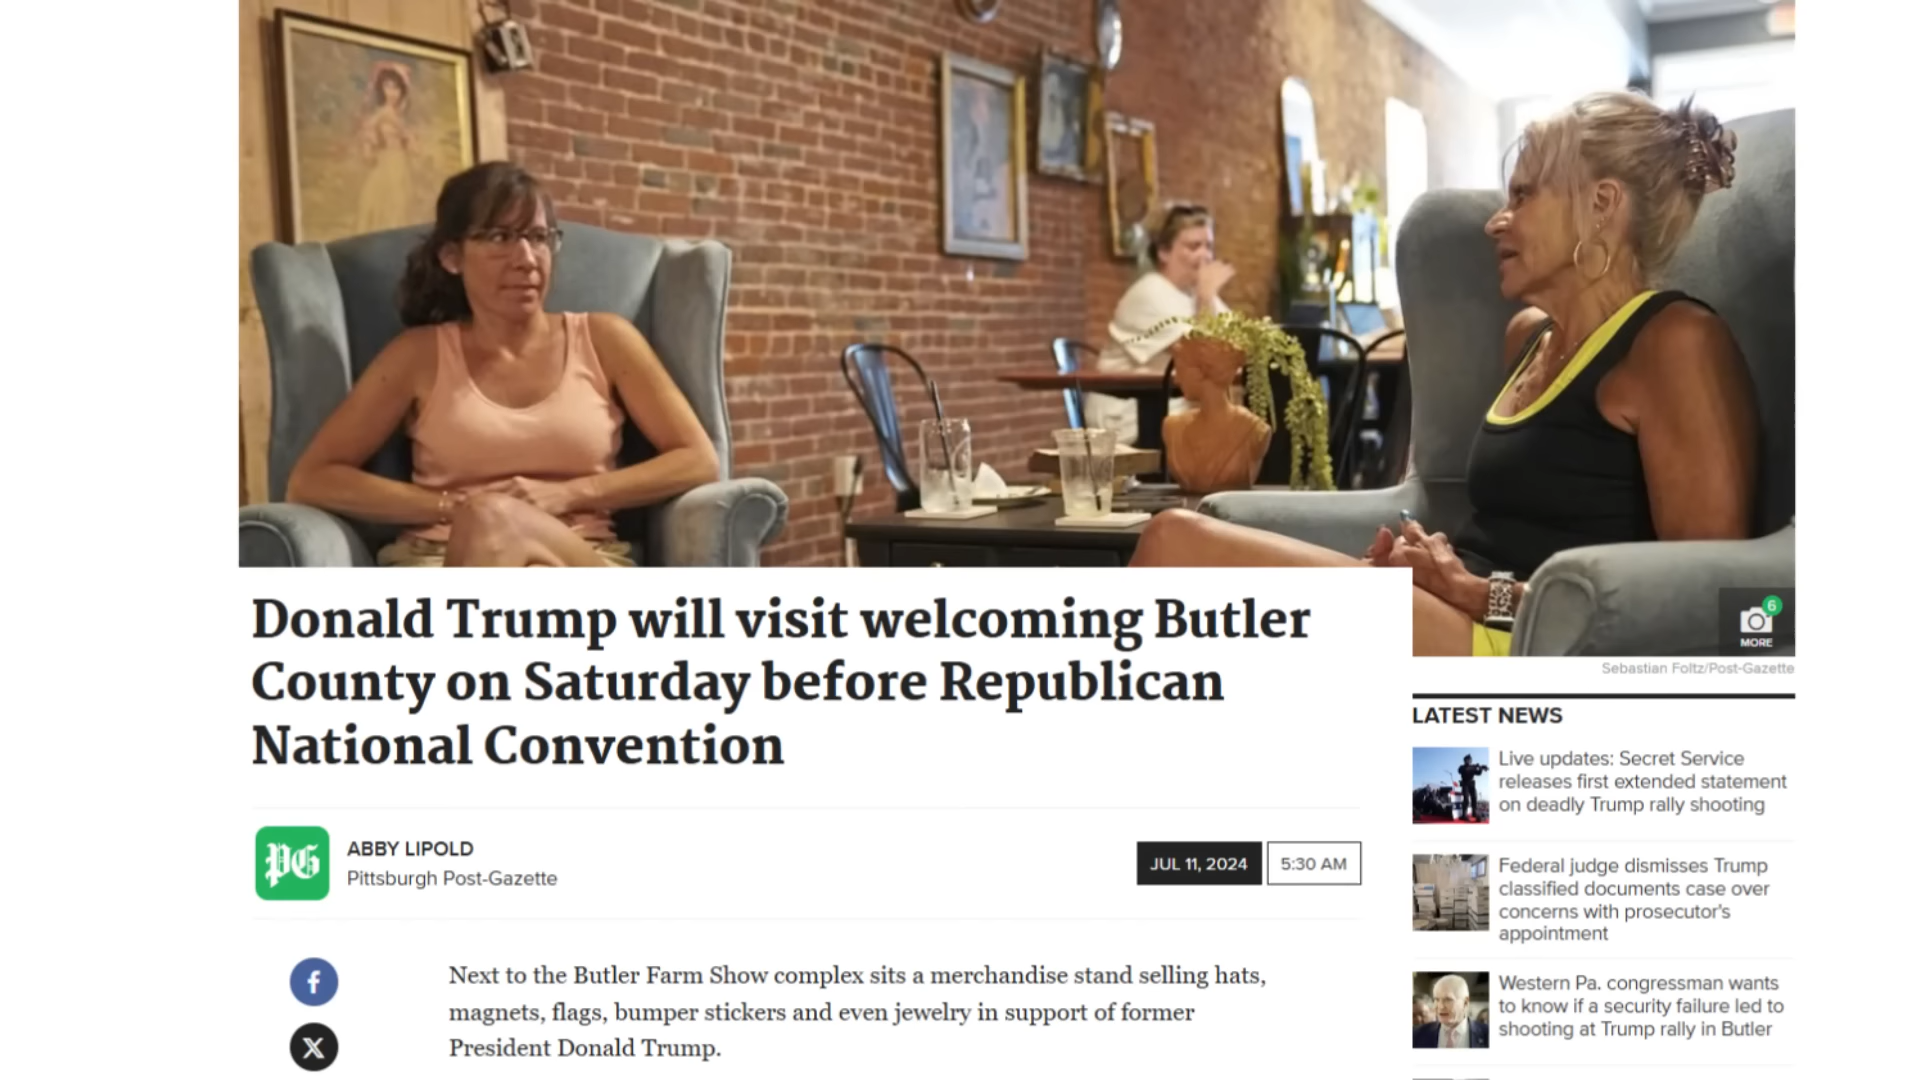 6
MORE
Sebastian Foltz/Post-Gazette
Donald Trump will visit welcoming Butler
County on Saturday before Republican
National Convention
PG
ABBY LIPOLD
Pittsburgh Post-Gazette
JUL 11, 2024
5:30 AM
f
X
Next to the Butler Farm Show complex sits a merchandise stand selling hats,
magnets, flags, bumper stickers and even jewelry in support of former
President Donald Trump.
LATEST NEWS
Live updates: Secret Service
releases first extended statement
on deadly Trump rally shooting
Federal judge dismisses Trump
classified documents case over
concerns with prosecutor's
appointment
Western Pa. congressman wants
to know if a security failure led to
shooting at Trump rally in Butler